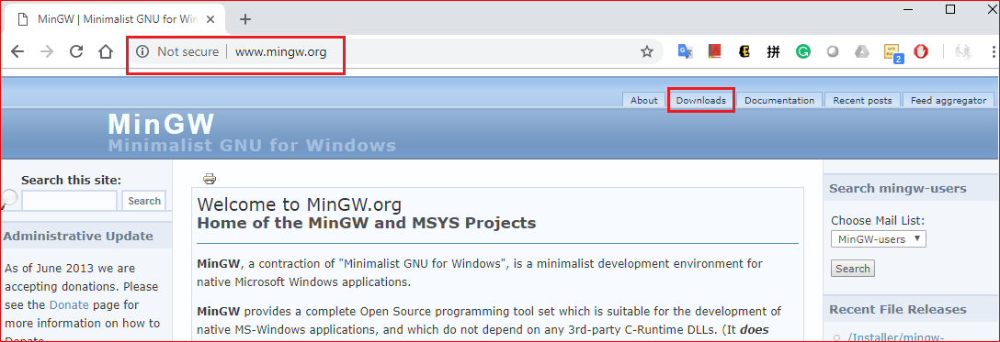 MinGW | Minimalist GNU for Win
Not secure | www.mingw.org
拼
2
About Downloads Documentation Recent posts Feed aggregator
MinGW
Minimalist GNU for Windows
Search this site:
Search
Administrative Update
As of June 2013 we are
accepting donations. Please
see the Donate page for
more information on how to
Donate.
Welcome to MinGW.org
Home of the MinGW and MSYS Projects
MinGW, a contraction of "Minimalist GNU for Windows", is a minimalist development environment for
native Microsoft Windows applications.
MinGW provides a complete Open Source programming tool set which is suitable for the development of
native MS-Windows applications, and which do not depend on any 3rd-party C-Runtime DLLs. (It does
Search mingw-users
Choose Mail List:
MinGW-users
Search
Recent File Releases
/Installer/mingw-